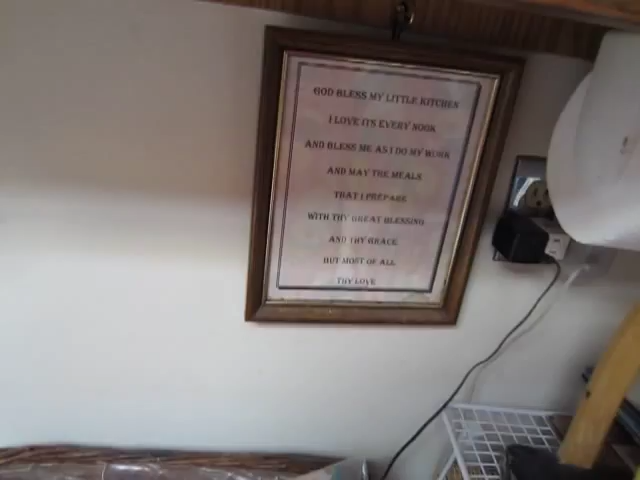 GOD BLESS MY LITTLE KITCHEN
I LOVE ITS EVERY NOOK
AND BLESS ME AS I DO MY WORK
AND MAY THE MEALS
THAT I PREPARE
WITH THY GREAT BLESSING
AND THY GRACE
BUT MOST OF ALL
THY LOVE